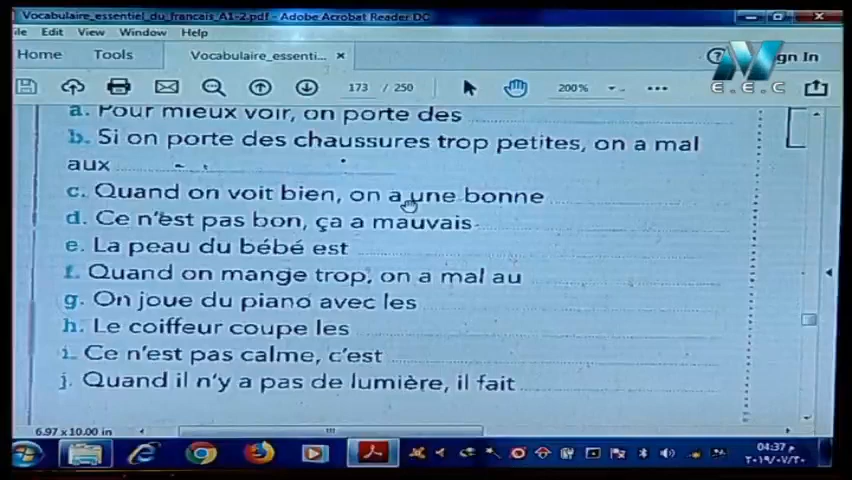 Vocabulaire_essentiel_du_francais_A1-2.pdf - Adobe Acrobat Reader DC
ile Edit View Window Help
Home Tools Vocabulaire_essenti... × gn In
E.E.C
173 / 250 200%
a. Pour mieux voir, on porte des
b. Si on porte des chaussures trop petites, on a mal
aux
c. Quand on voit bien, on a une bonne
d. Ce n'est pas bon, ça a mauvais
e. La peau du bébé est
f. Quand on mange trop, on a mal au
g. On joue du piano avec les
h. Le coiffeur coupe les
i. Ce n'est pas calme, c'est
j. Quand il n'y a pas de lumière, il fait
6.97 x 10.00 in
04:37 م
٢٠١٩/٠٧/٢٠